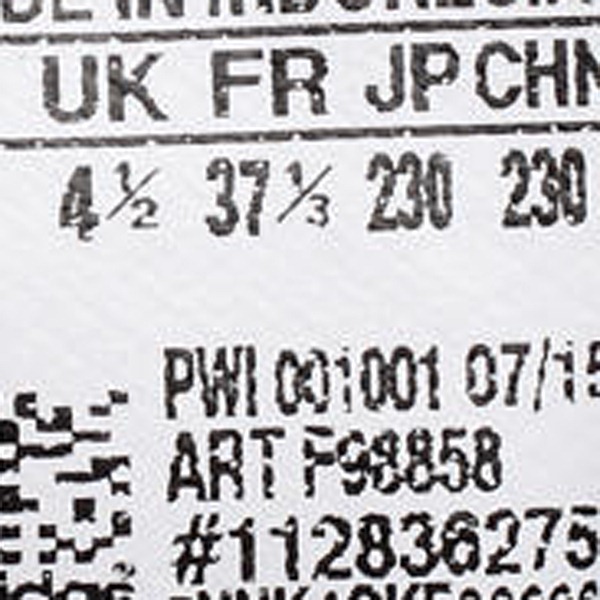 UK FR JP CHN
4½ 37⅓ 230 230
PWI 001001 07/15
ART F98858
#112836275